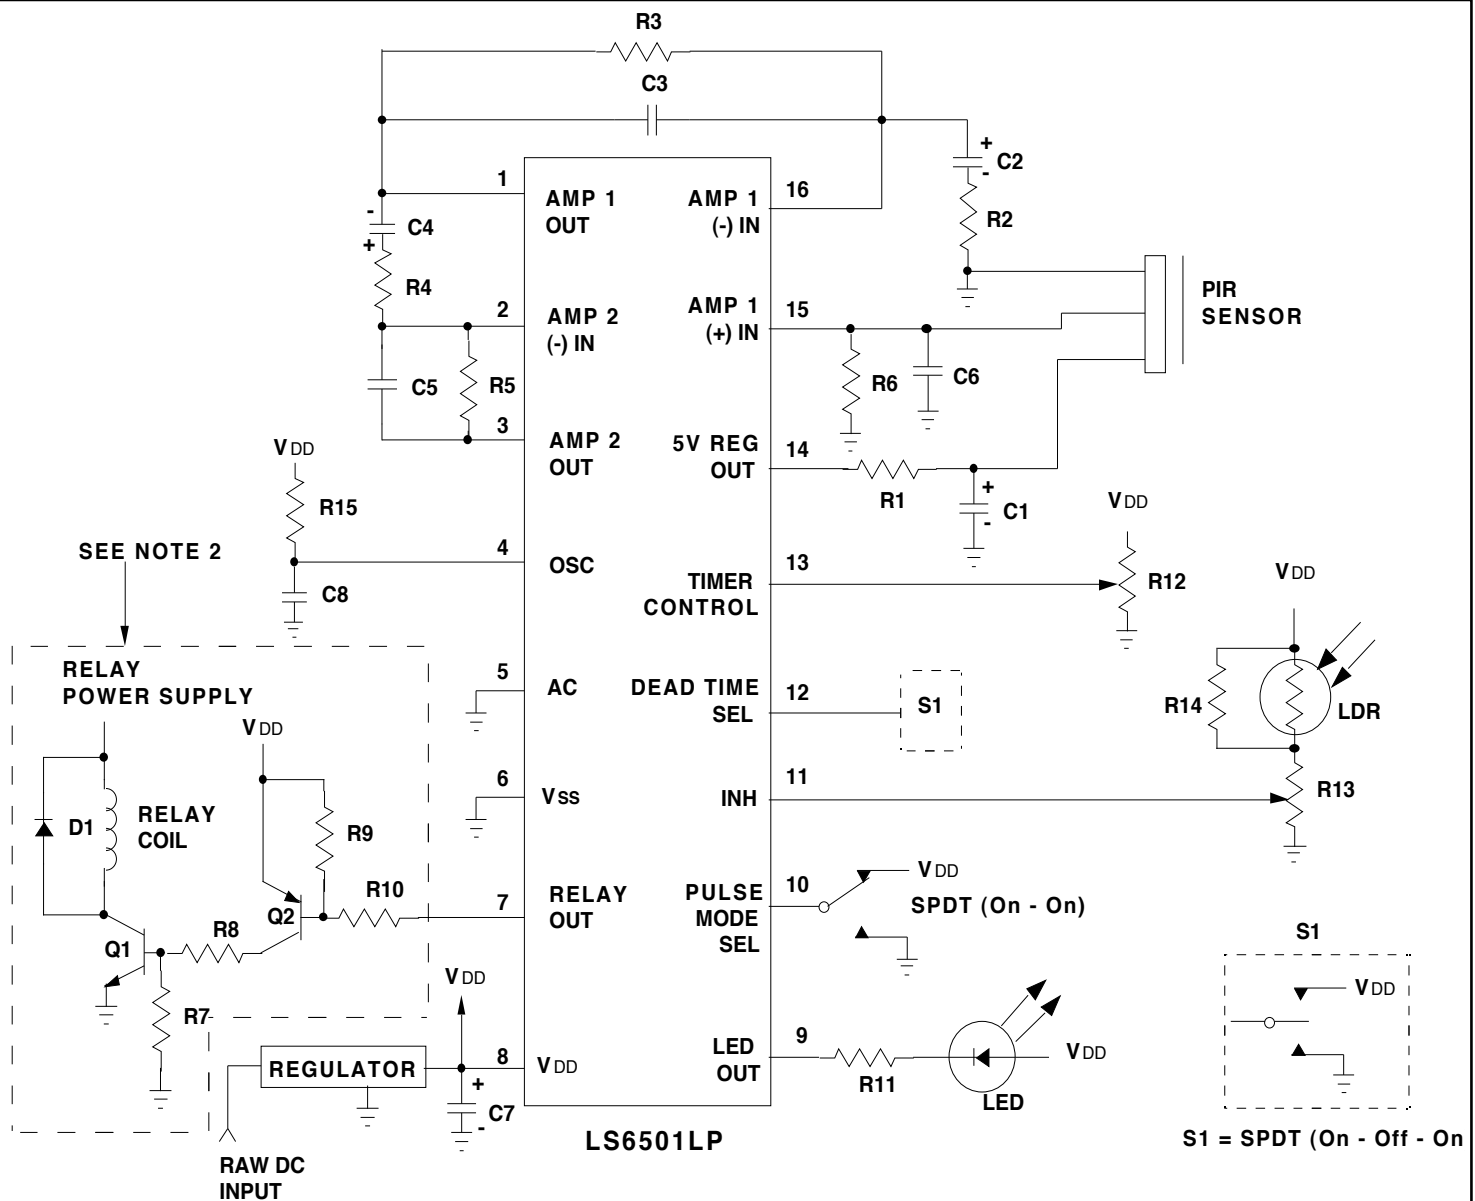 R3
C3
+
C2
-
1
AMP 1
OUT
AMP 1
(-) IN
16
-
C4
+
R2
R4
2
AMP 2
(-) IN
AMP 1
(+) IN
15
PIR
SENSOR
C5
R5
R6
C6
3
AMP 2
OUT
5V REG
OUT
14
VDD
R15
R1
+
C1
-
VDD
SEE NOTE 2
4
OSC
13
TIMER
CONTROL
R12
VDD
C8
RELAY
POWER SUPPLY
5
AC
DEAD TIME
SEL
12
S1
R14
LDR
VDD
6
VSS
INH
11
R13
D1
RELAY
COIL
R9
R10
7
RELAY
OUT
PULSE
MODE
SEL
10
VDD
SPDT (On - On)
Q2
R8
Q1
S1
VDD
VDD
R7
REGULATOR
8
VDD
LED
OUT
9
R11
VDD
LED
+
C7
-
LS6501LP
S1 = SPDT (On - Off - On
RAW DC
INPUT